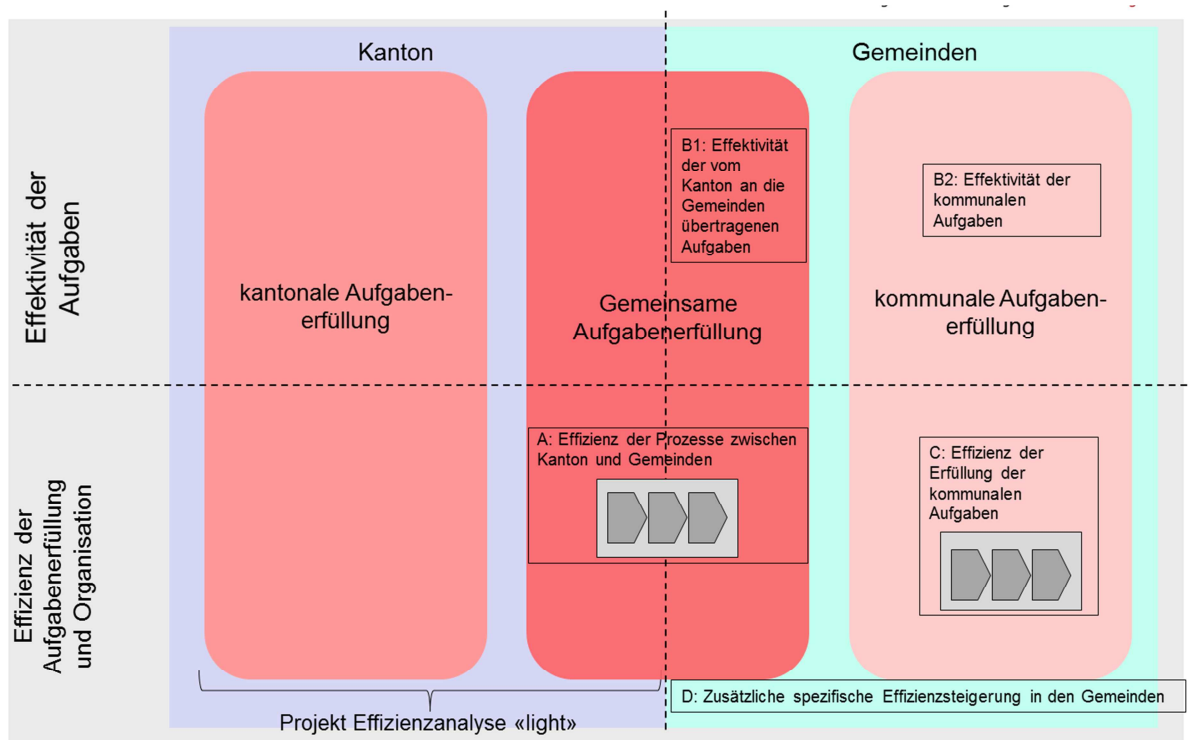 Kanton
Gemeinden
Effektivität der
Aufgaben
B1: Effektivität
der vom
Kanton an die
Gemeinden
übertragenen
Aufgaben
B2: Effektivität der
kommunalen
Aufgaben
kantonale Aufgaben-
erfüllung
Gemeinsame
Aufgabenerfüllung
kommunale Aufgaben-
erfüllung
Effizienz der
Aufgabenerfüllung
und Organisation
A: Effizienz der Prozesse zwischen
Kanton und Gemeinden
C: Effizienz der
Erfüllung der
kommunalen
Aufgaben
D: Zusätzliche spezifische Effizienzsteigerung in den Gemeinden
Projekt Effizienzanalyse «light»